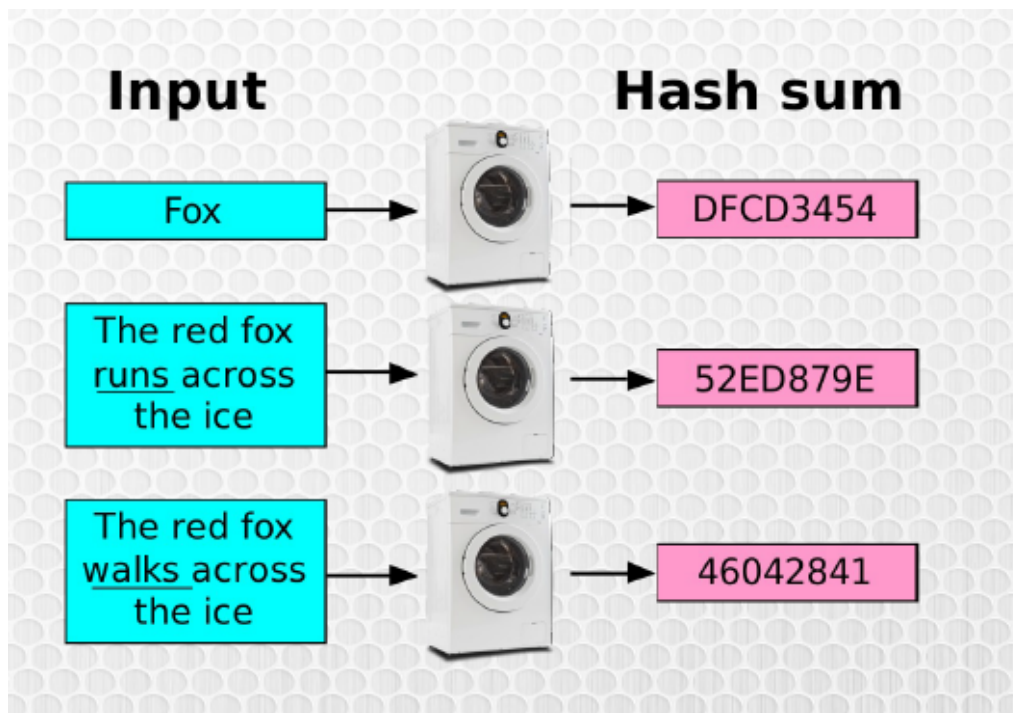 Input
Hash sum
Fox
DFCD3454
The red fox
runs across
the ice
52ED879E
The red fox
walks across
the ice
46042841